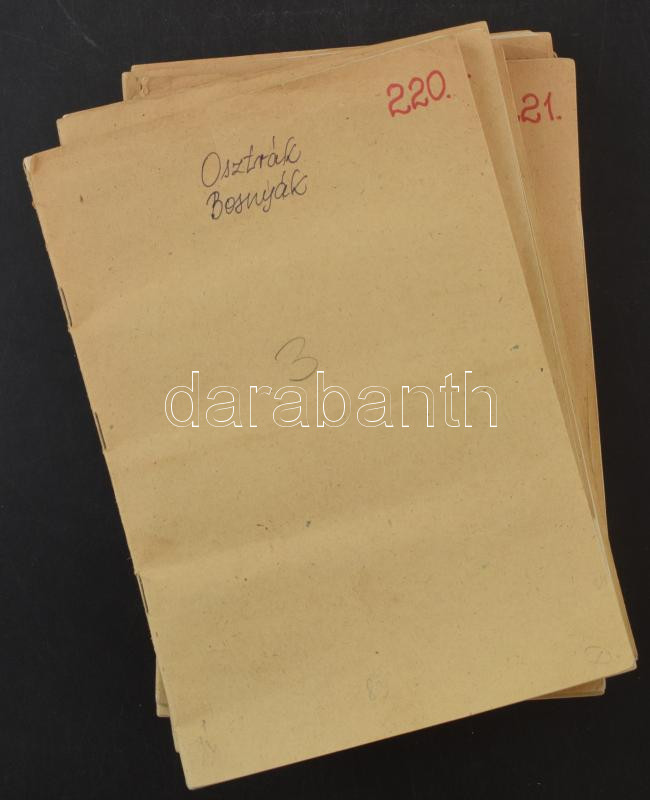 220.
21.
Osztrák
Bosnyák
3
darabanth